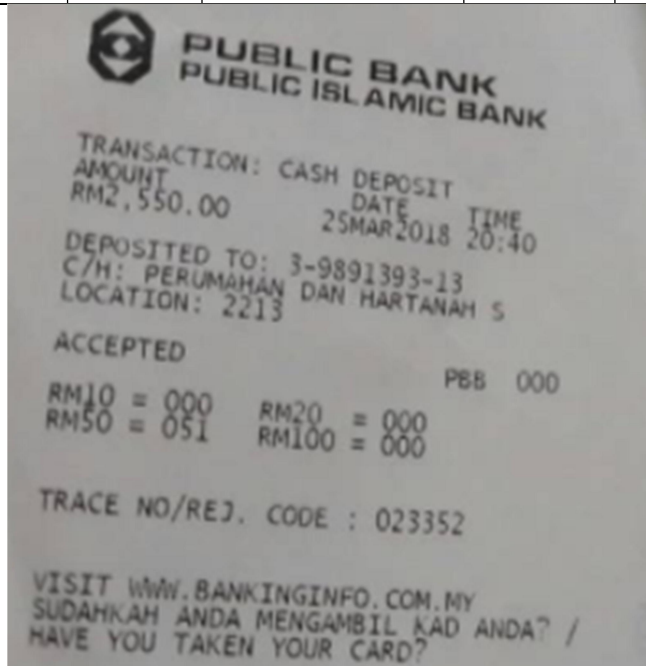 PUBLIC BANK
PUBLIC ISLAMIC BANK
TRANSACTION: CASH DEPOSIT
AMOUNT DATE TIME
RM2,550.00 25MAR2018 20:40
DEPOSITED TO: 3-9891393-13
C/H: PERUMAHAN DAN HARTANAH S
LOCATION: 2213
ACCEPTED PBB 000
RM10 = 000 RM20 = 000
RM50 = 051 RM100 = 000
TRACE NO/REJ. CODE : 023352
VISIT WWW.BANKINGINFO.COM.MY
SUDAHKAH ANDA MENGAMBIL KAD ANDA? /
HAVE YOU TAKEN YOUR CARD?